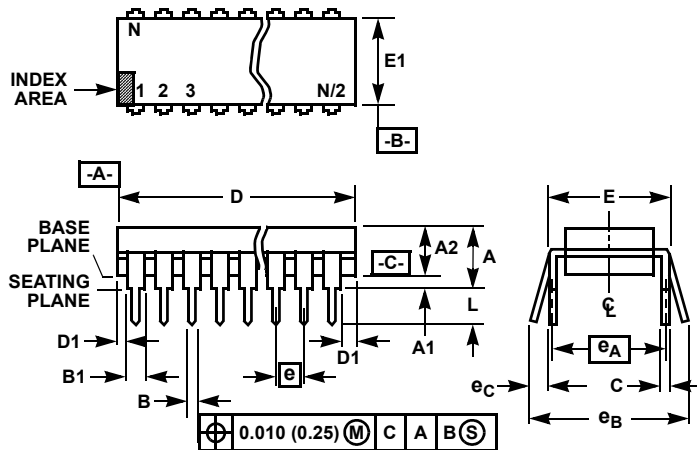 N
INDEX
AREA
1 2 3 N/2
E1
-B-
-A-
D
E
BASE
PLANE
SEATING
PLANE
A2
A
-C-
L
D1
B1
B
e
D1
A1
C
L
eA
eC
C
eB
⌖ 0.010 (0.25) Ⓜ C A B Ⓢ